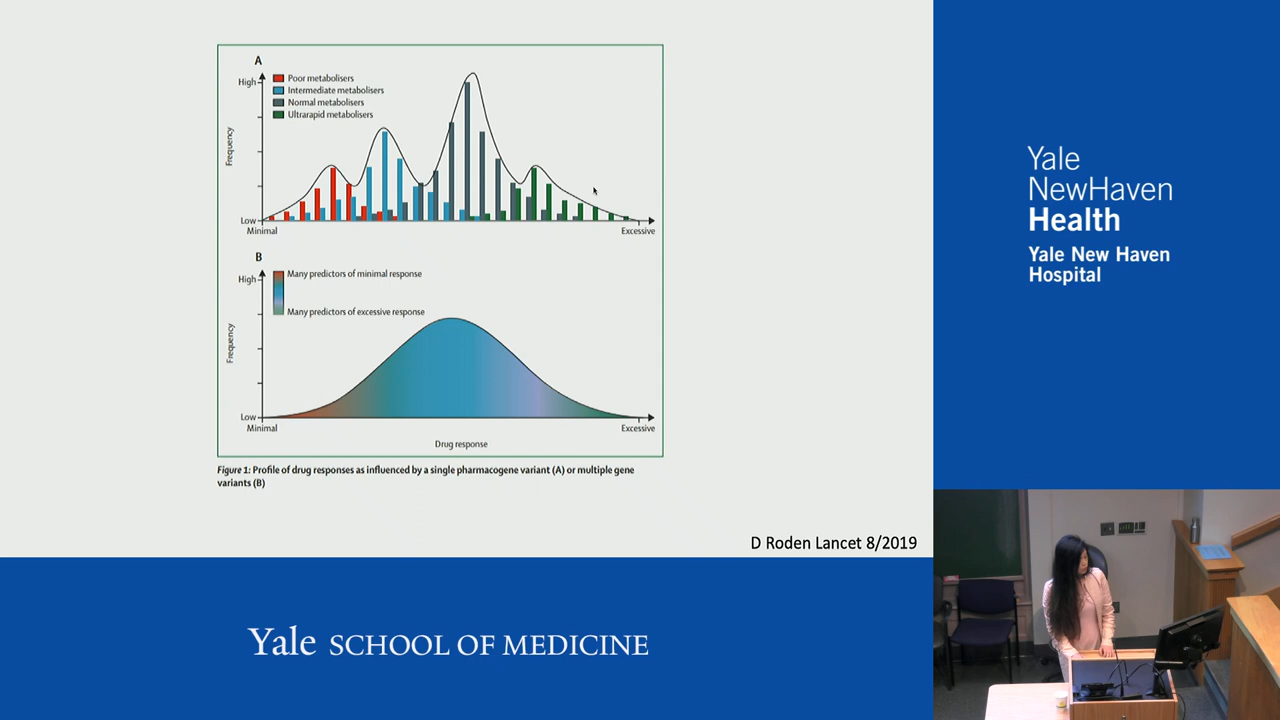 A
High
Poor metabolisers
Intermediate metabolisers
Normal metabolisers
Ultrarapid metabolisers
Frequency
Low
Minimal
Excessive
B
High
Many predictors of minimal response
Many predictors of excessive response
Frequency
Low
Minimal
Excessive
Drug response
Figure 1: Profile of drug responses as influenced by a single pharmacogene variant (A) or multiple gene
variants (B)
D Roden Lancet 8/2019
Yale
NewHaven
Health
Yale New Haven
Hospital
Yale SCHOOL OF MEDICINE